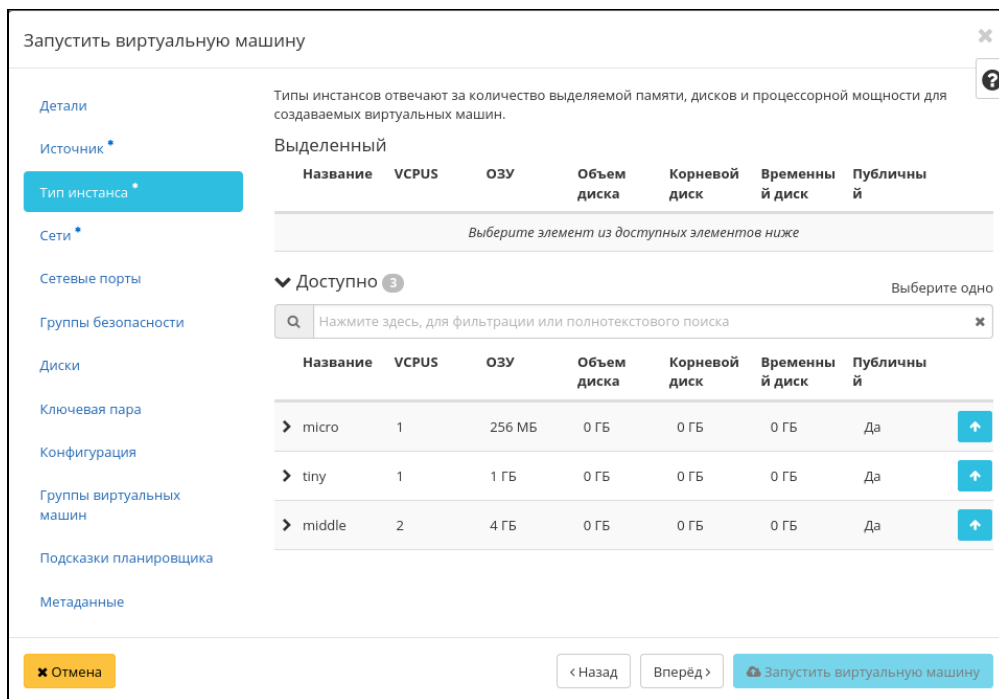 Запустить виртуальную машину
Детали
Источник *
Тип инстанса *
Сети *
Сетевые порты
Группы безопасности
Диски
Ключевая пара
Конфигурация
Группы виртуальных
машин
Подсказки планировщика
Метаданные
Типы инстансов отвечают за количество выделяемой памяти, дисков и процессорной мощности для
создаваемых виртуальных машин.
Выделенный
Название VCPUS ОЗУ Объем диска Корневой диск Временны й диск Публичны й
Выберите элемент из доступных элементов ниже
Доступно 3
Выберите одно
Нажмите здесь, для фильтрации или полнотекстового поиска
Название VCPUS ОЗУ Объем диска Корневой диск Временны й диск Публичны й
micro 1 256 МБ 0 ГБ 0 ГБ 0 ГБ Да
tiny 1 1 ГБ 0 ГБ 0 ГБ 0 ГБ Да
middle 2 4 ГБ 0 ГБ 0 ГБ 0 ГБ Да
Отмена
< Назад
Вперёд >
Запустить виртуальную машину